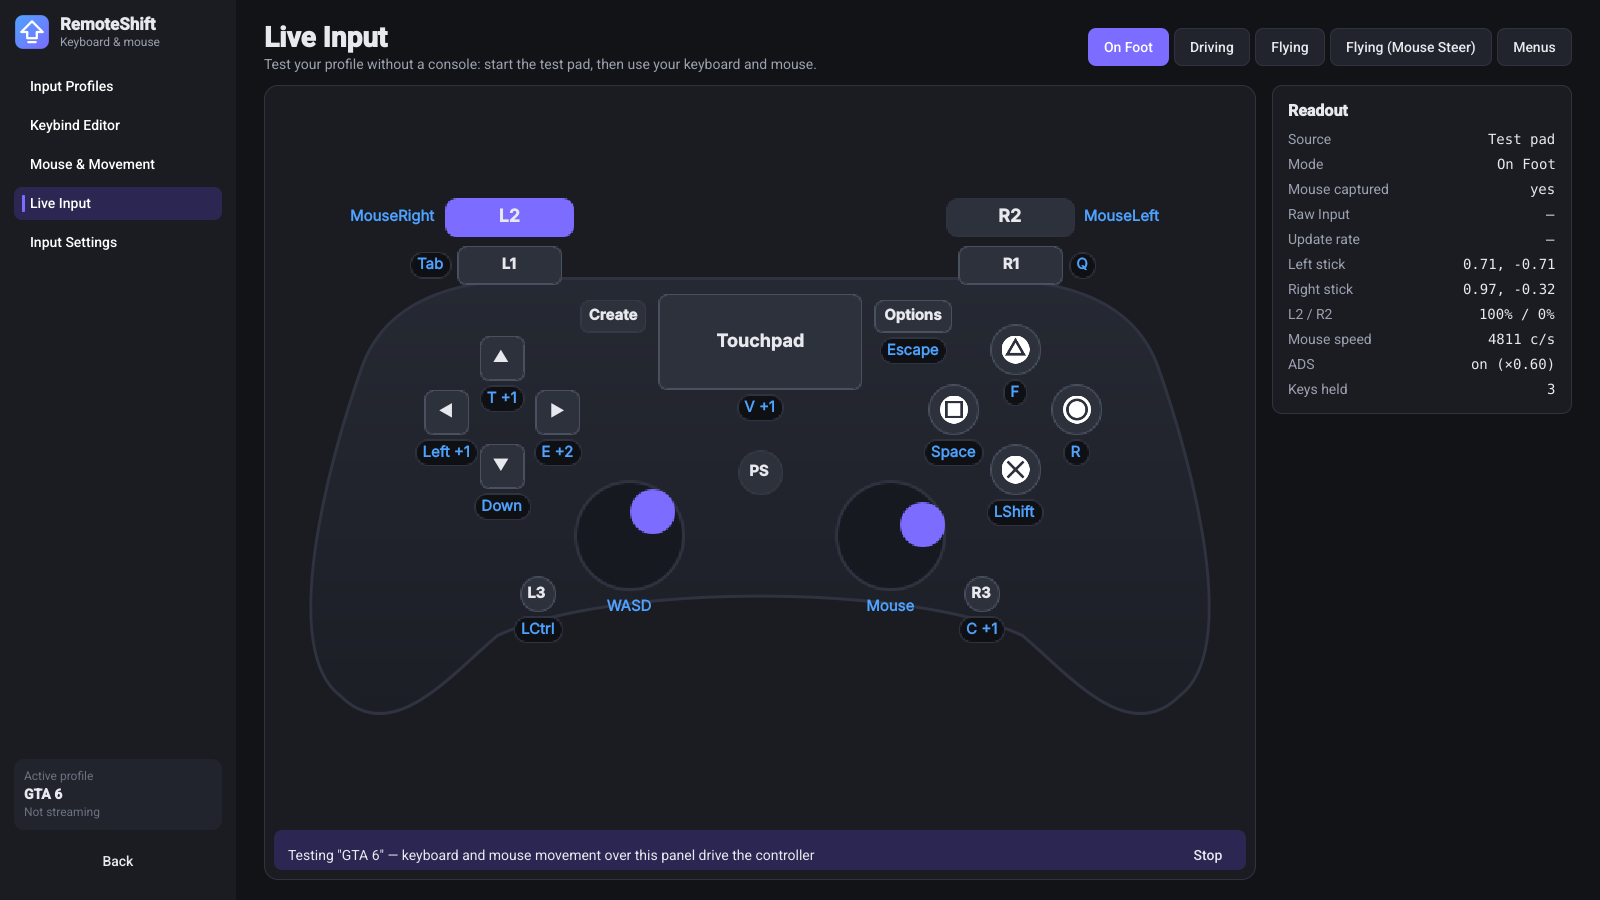 RemoteShift
Keyboard & mouse
Input Profiles
Keybind Editor
Mouse & Movement
Live Input
Input Settings
Active profile
GTA 6
Not streaming
Back
Live Input
Test your profile without a console: start the test pad, then use your keyboard and mouse.
On Foot
Driving
Flying
Flying (Mouse Steer)
Menus
MouseRight
L2
R2
MouseLeft
Tab
L1
R1
Q
Create
Touchpad
Options
Escape
T +1
V +1
F
Left +1
E +2
Space
R
PS
Down
LShift
L3
WASD
Mouse
R3
LCtrl
C +1
Testing "GTA 6" — keyboard and mouse movement over this panel drive the controller
Stop
Readout
Source Test pad
Mode On Foot
Mouse captured yes
Raw Input —
Update rate —
Left stick 0.71, -0.71
Right stick 0.97, -0.32
L2 / R2 100% / 0%
Mouse speed 4811 c/s
ADS on (×0.60)
Keys held 3